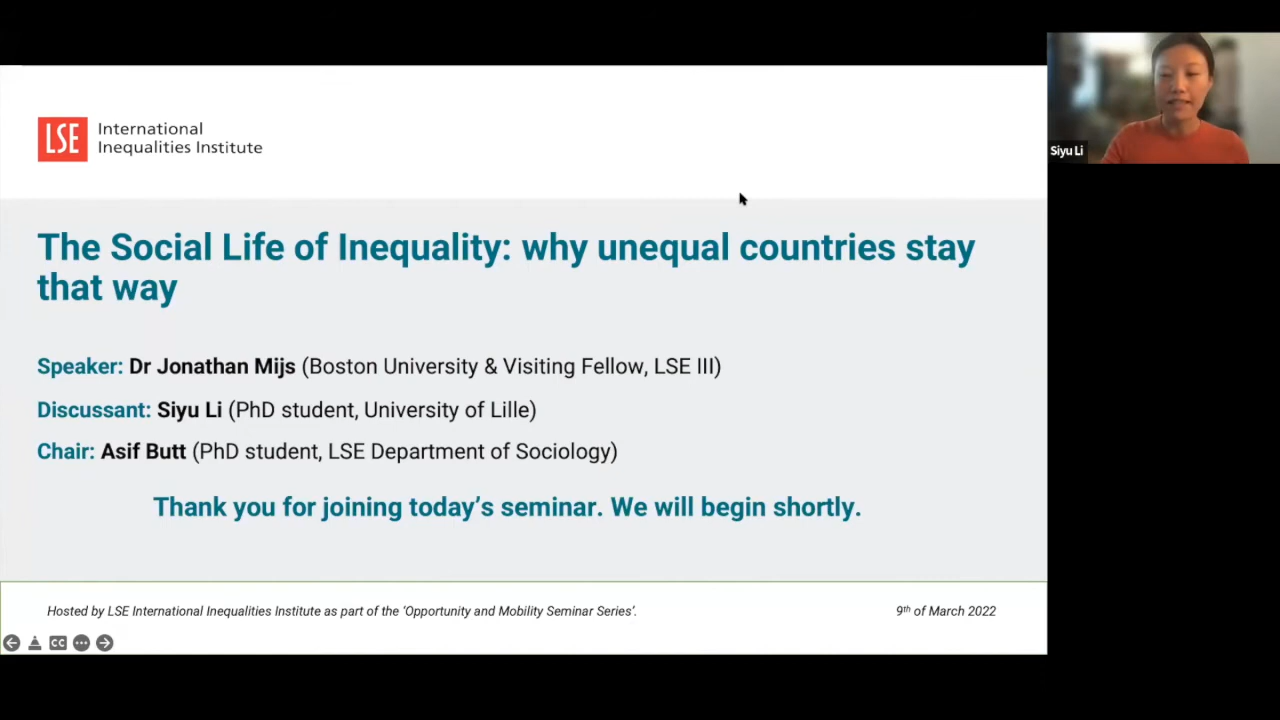 LSE International
Inequalities Institute
Siyu Li
The Social Life of Inequality: why unequal countries stay
that way
Speaker: Dr Jonathan Mijs (Boston University & Visiting Fellow, LSE III)
Discussant: Siyu Li (PhD student, University of Lille)
Chair: Asif Butt (PhD student, LSE Department of Sociology)
Thank you for joining today’s seminar. We will begin shortly.
Hosted by LSE International Inequalities Institute as part of the ‘Opportunity and Mobility Seminar Series’.
9th of March 2022
CC